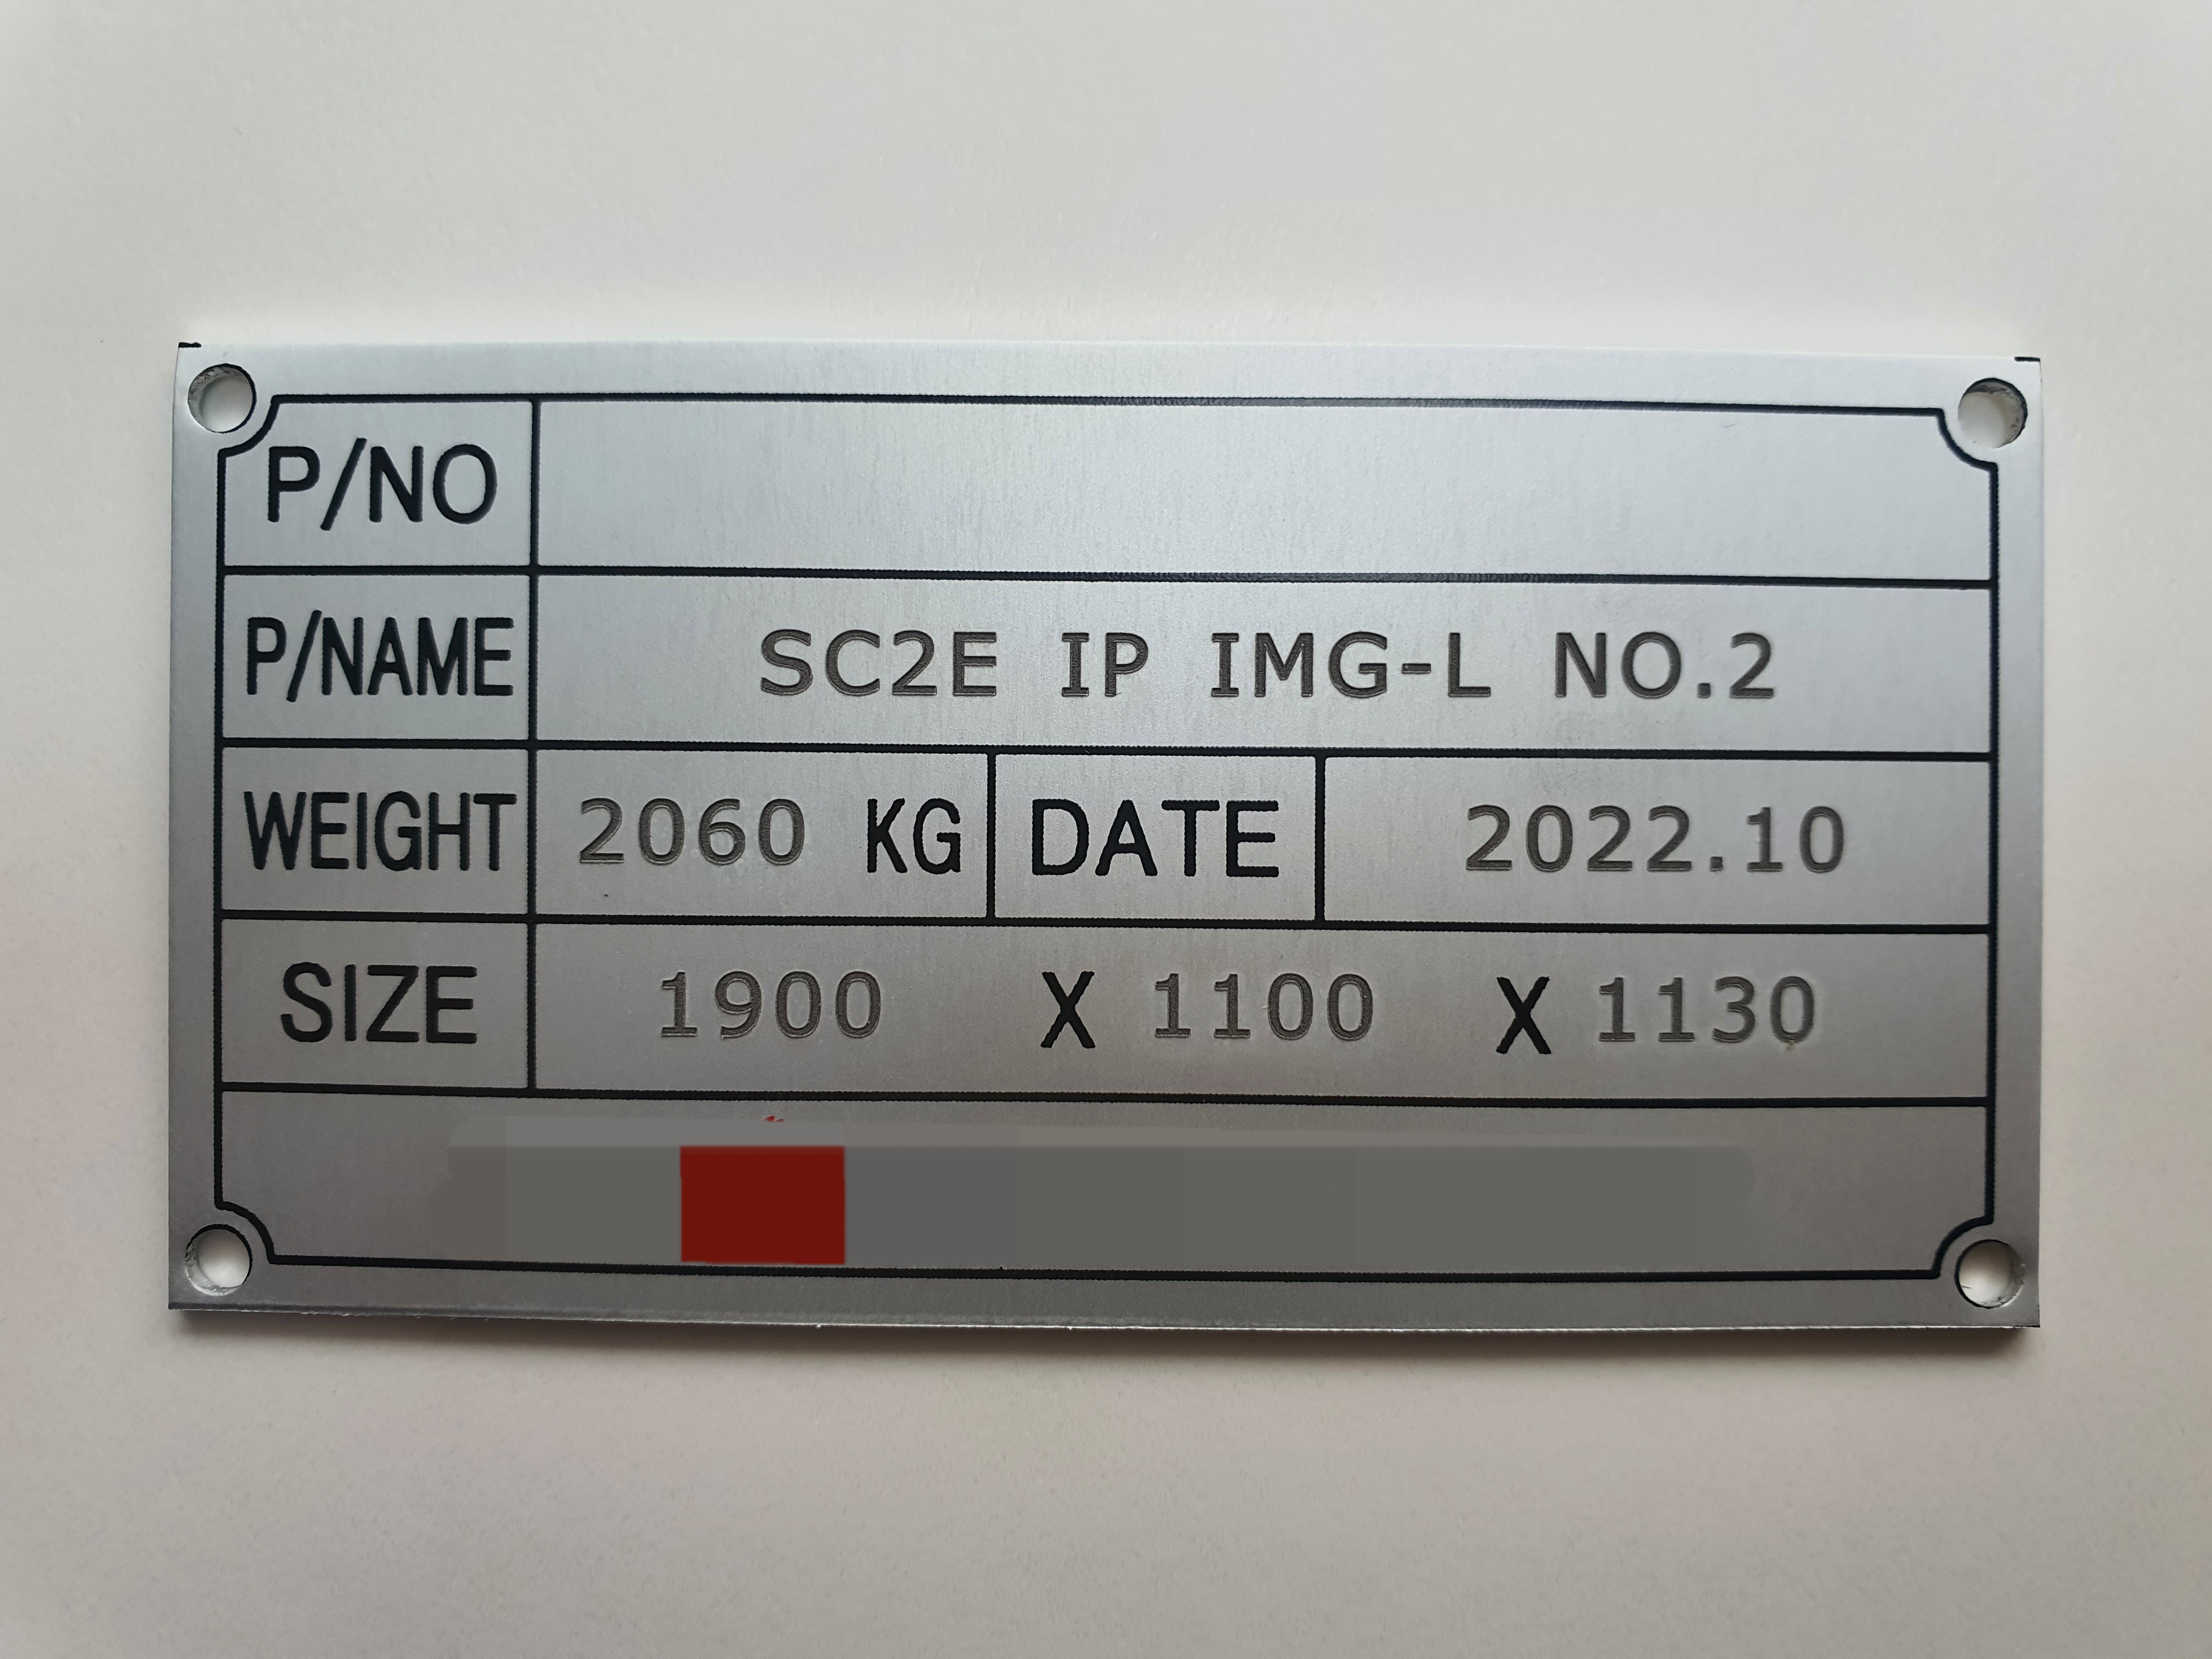 P/NO
P/NAME SC2E IP IMG-L NO.2
WEIGHT 2060 KG DATE 2022.10
SIZE 1900 X 1100 X 1130